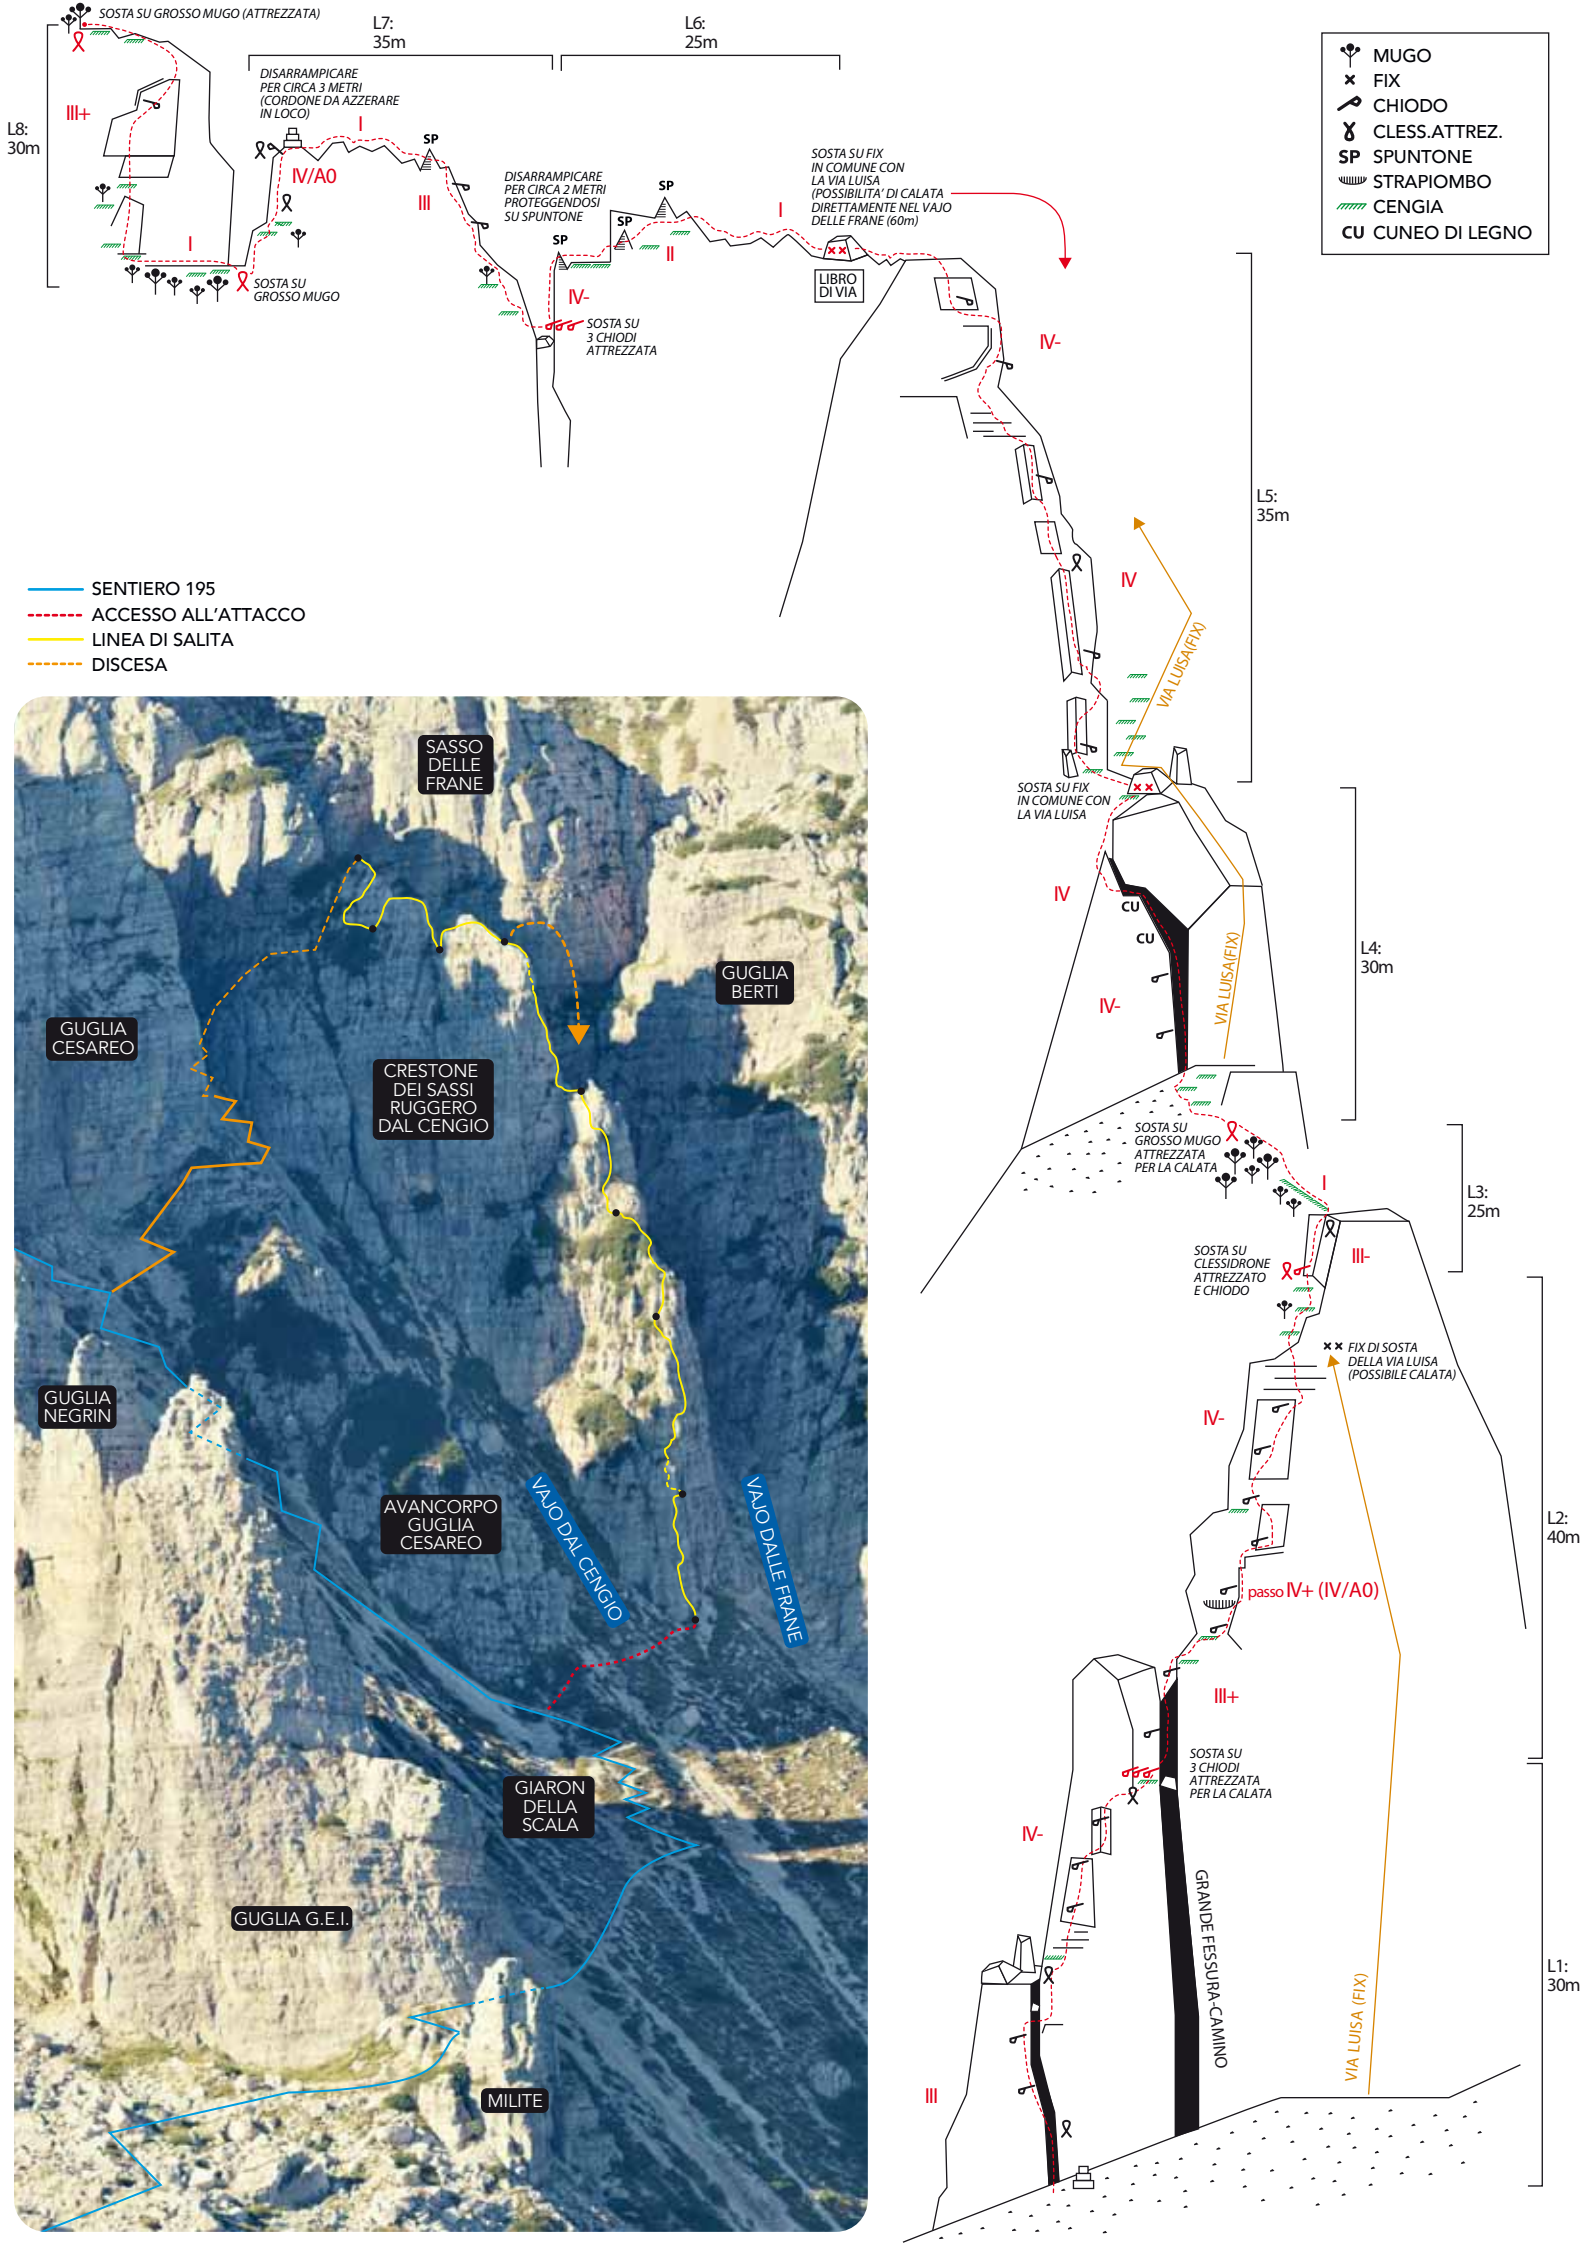 SOSTA SU GROSSO MUGO (ATTREZZATA)
L8:
30m
III+
I
SOSTA SU
GROSSO MUGO
L7:
35m
DISARRAMPICARE
PER CIRCA 3 METRI
(CORDONE DA AZZERARE
IN LOCO)
I
IV/A0
SP
III
L6:
25m
DISARRAMPICARE
PER CIRCA 2 METRI
PROTEGGENDOSI
SU SPUNTONE
SP
SP
SP
II
I
IV-
SOSTA SU
3 CHIODI
ATTREZZATA
SOSTA SU FIX
IN COMUNE CON
LA VIA LUISA
(POSSIBILITA' DI CALATA
DIRETTAMENTE NEL VAJO
DELLE FRANE (60m)
LIBRO
DI VIA
MUGO
FIX
CHIODO
CLESS.ATTREZ.
SP SPUNTONE
STRAPIOMBO
CENGIA
CU CUNEO DI LEGNO
IV-
L5:
35m
IV
VIA LUISA(FIX)
SOSTA SU FIX
IN COMUNE CON
LA VIA LUISA
IV
CU
CU
IV-
VIA LUISA(FIX)
L4:
30m
SOSTA SU
GROSSO MUGO
ATTREZZATA
PER LA CALATA
I
L3:
25m
SOSTA SU
CLESSIDRONE
ATTREZZATO
E CHIODO
III-
FIX DI SOSTA
DELLA VIA LUISA
(POSSIBILE CALATA)
IV-
L2:
40m
passo IV+ (IV/A0)
III+
SOSTA SU
3 CHIODI
ATTREZZATA
PER LA CALATA
IV-
GRANDE FESSURA-CAMINO
VIA LUISA (FIX)
L1:
30m
III
SENTIERO 195
ACCESSO ALL'ATTACCO
LINEA DI SALITA
DISCESA
SASSO
DELLE
FRANE
GUGLIA
BERTI
GUGLIA
CESAREO
CRESTONE
DEI SASSI
RUGGERO
DAL CENGIO
GUGLIA
NEGRIN
AVANCORPO
GUGLIA
CESAREO
VAJO DAL CENGIO
VAJO DALLE FRANE
GIARON
DELLA
SCALA
GUGLIA G.E.I.
MILITE